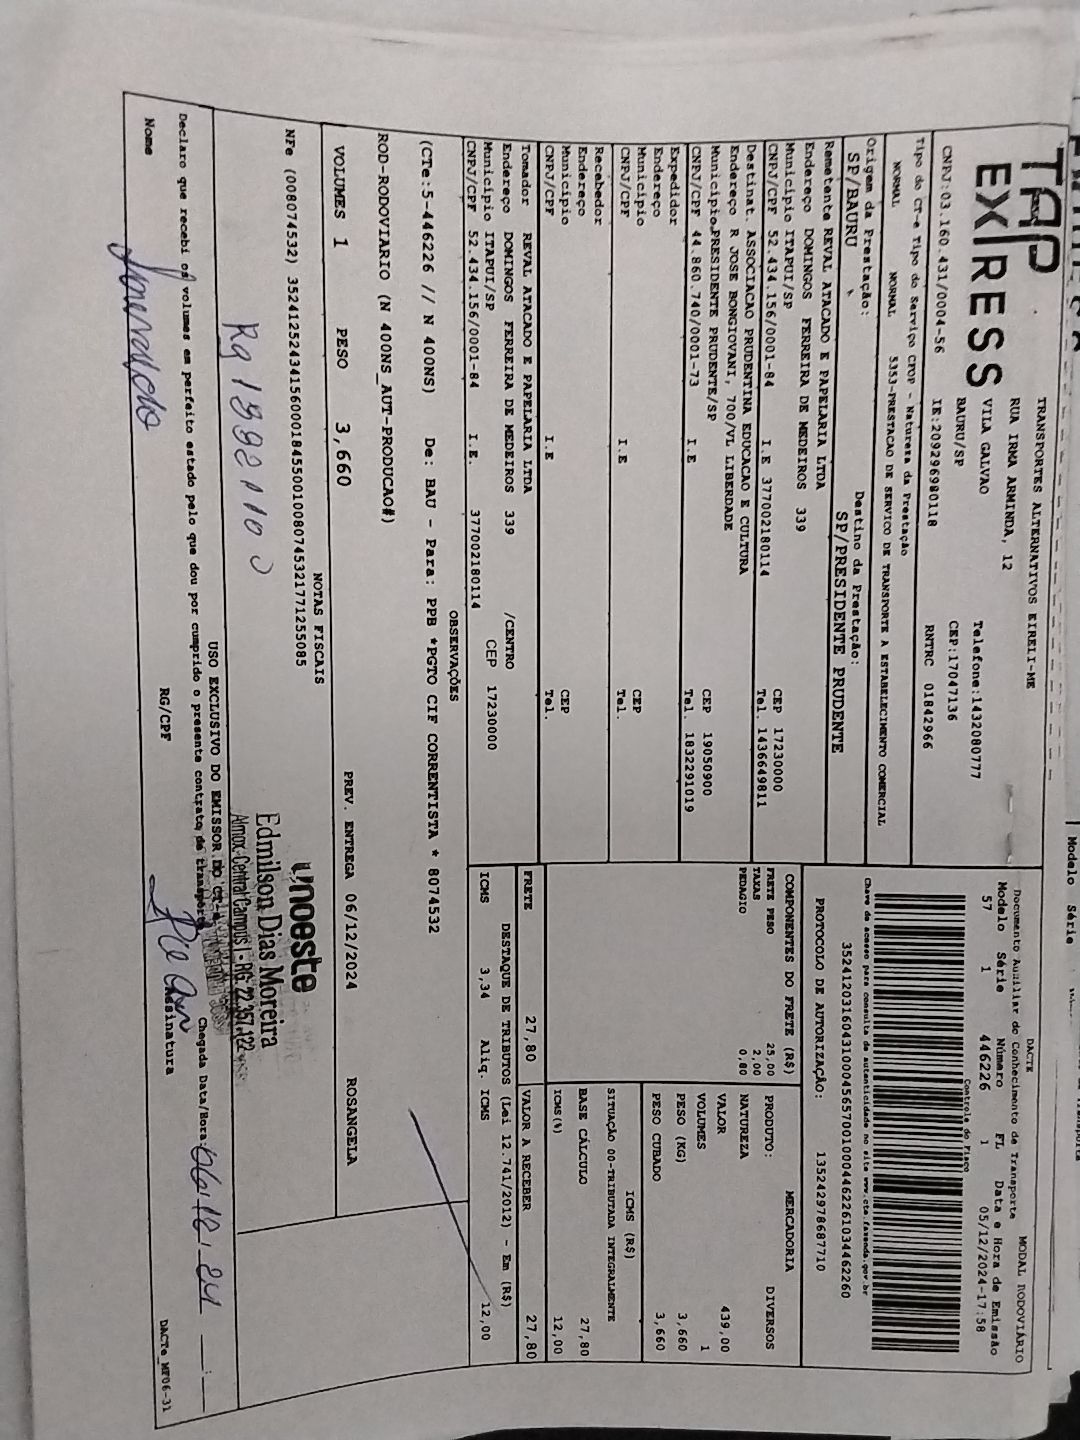 TAP EXPRESS
TRANSPORTES ALTERNATIVOS EIRELI-ME
RUA IRMA ARMINDA, 12
VILA GALVAO
BAURU/SP
Telefone:1432080777
CEP:17047136
CNPJ:03.160.431/0004-56 IE:209296980118 RNTRC 01842966
Tipo do CT-e Tipo do Serviço CFOP - Natureza da Prestação
NORMAL NORMAL 5353-PRESTACAO DE SERVICO DE TRANSPORTE A ESTABELECIMENTO COMERCIAL
Origem da Prestação: Destino da Prestação:
SP/BAURU SP/PRESIDENTE PRUDENTE
Remetente REVAL ATACADO E PAPELARIA LTDA
Endereço DOMINGOS FERREIRA DE MEDEIROS 339
Município ITAPUI/SP CEP 17230000
CNPJ/CPF 52.434.156/0001-84 I.E 377002180114 Tel. 1436649811
Destinat. ASSOCIACAO PRUDENTINA EDUCACAO E CULTURA
Endereço R JOSE BONGIOVANI, 700/VL LIBERDADE
Município PRESIDENTE PRUDENTE/SP CEP 19050900
CNPJ/CPF 44.860.740/0001-73 I.E Tel. 1832291019
Expedidor
Endereço
Município CEP
CNPJ/CPF I.E Tel.
Recebedor
Endereço
Município CEP
CNPJ/CPF I.E Tel.
Tomador REVAL ATACADO E PAPELARIA LTDA
Endereço DOMINGOS FERREIRA DE MEDEIROS 339 /CENTRO
Município ITAPUI/SP CEP 17230000
CNPJ/CPF 52.434.156/0001-84 I.E. 377002180114
DACTE MODAL RODOVIÁRIO
Documento Auxiliar do Conhecimento de Transporte
Modelo Série Número FL Data e Hora de Emissão
57 1 446226 1 05/12/2024-17:58
Controle do Fisco
Chave de acesso para consulta de autenticidade no site www.cte.fazenda.gov.br
35241203160431000456570010004462261034462260
PROTOCOLO DE AUTORIZAÇÃO: 135242978687710
COMPONENTES DO FRETE (R$)
FRETE PESO 25,00
TAXAS 2,00
PEDAGIO 0,80
PRODUTO: MERCADORIA
NATUREZA DIVERSOS
VALOR 439,00
VOLUMES 1
PESO (KG) 3,660
PESO CUBADO 3,660
ICMS (R$)
SITUAÇÃO 00-TRIBUTADA INTEGRALMENTE
BASE CÁLCULO 27,80
ICMS(%) 12,00
FRETE 27,80 VALOR A RECEBER 27,80
DESTAQUE DE TRIBUTOS (Lei 12.741/2012) - Em (R$)
ICMS 3,34 Aliq. ICMS 12,00
OBSERVAÇÕES
(CTe:5-446226 // N 400NS) De: BAU - Para: PPB *PGTO CIF CORRENTISTA * 8074532
ROD-RODOVIARIO (N 400NS_AUT-PRODUCAO#)
VOLUMES 1 PESO 3,660 PREV. ENTREGA 06/12/2024 ROSANGELA
NOTAS FISCAIS
NFe (008074532) 35241252434156000184550010080745321771255085
unoeste
Edmilson Dias Moreira
Almox-Central Campus I - RG: 22.357.122
USO EXCLUSIVO DO EMISSOR DO CT-e
Declaro que recebi os volumes em perfeito estado pelo que dou por cumprido o presente contrato de transporte
Chegada Data/Hora
Nome RG/CPF Assinatura
DACTe_MF06-31
Modelo Série